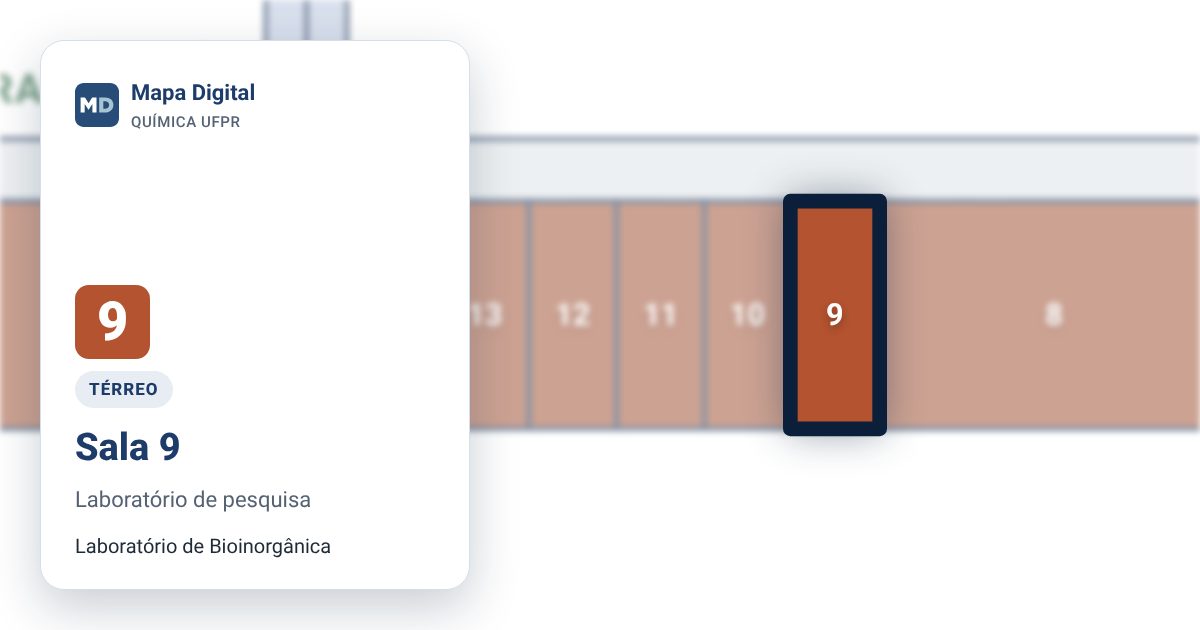 MD
Mapa Digital
QUÍMICA UFPR
9
TÉRREO
Sala 9
Laboratório de pesquisa
Laboratório de Bioinorgânica
RA
13
12
11
10
9
8